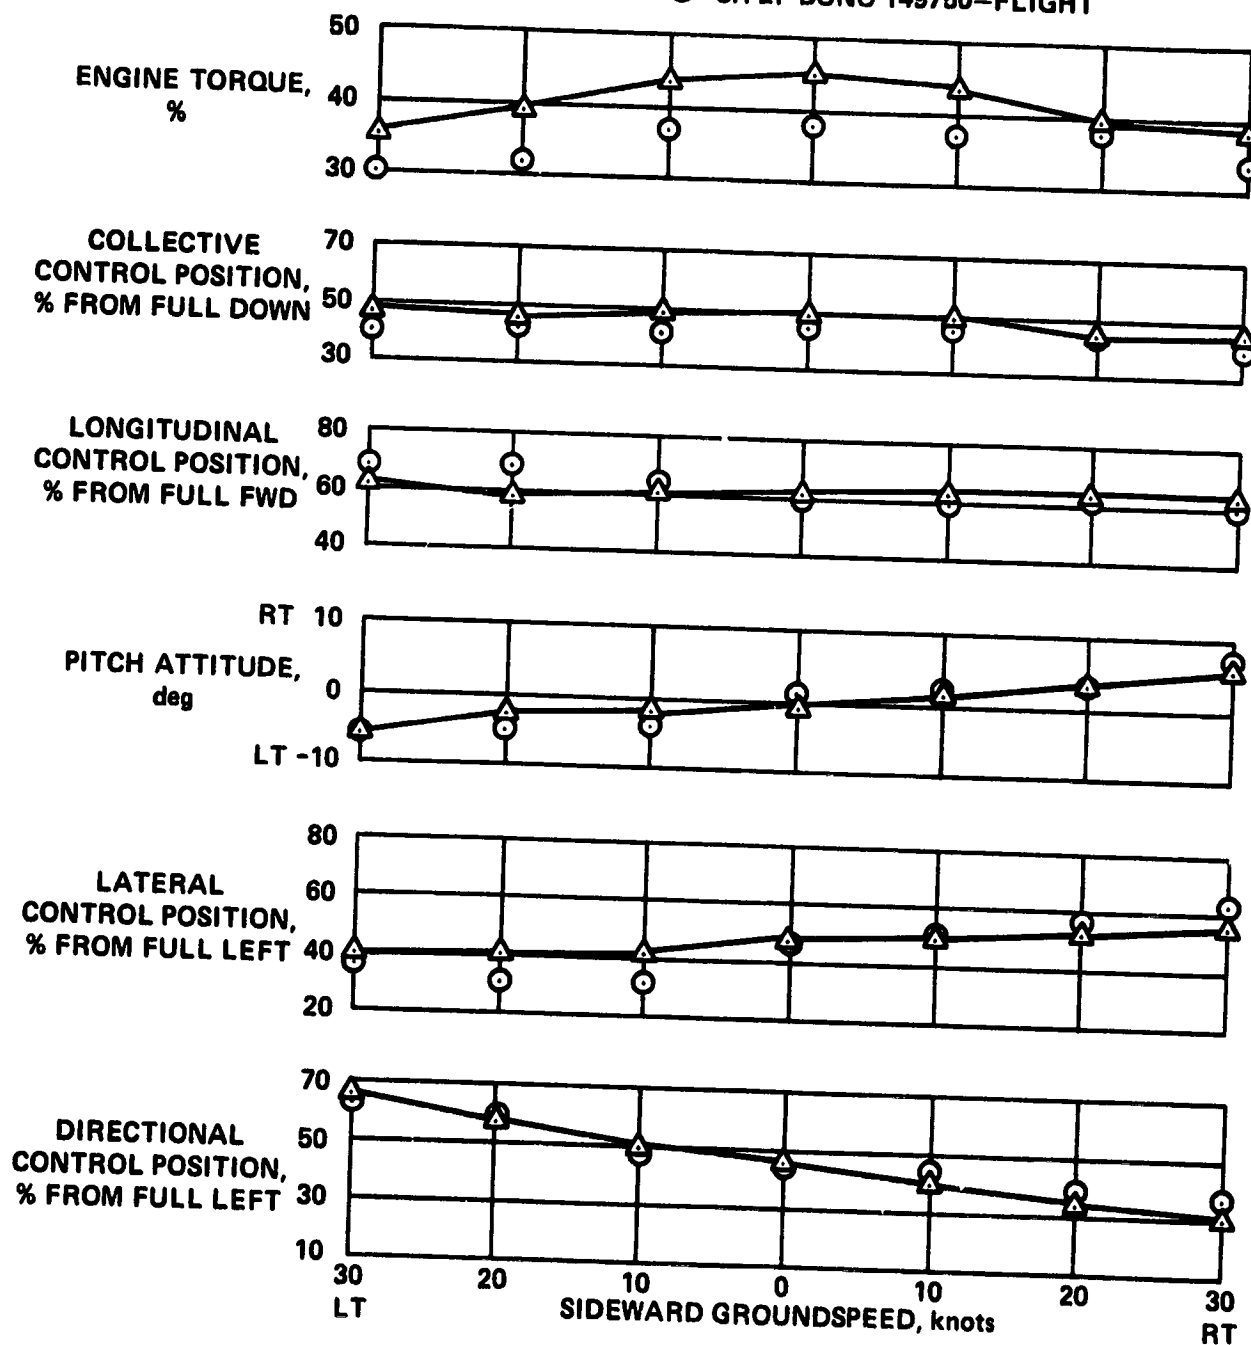 149750-FLIGHT
50
ENGINE TORQUE,
%
40
30
COLLECTIVE
CONTROL POSITION,
% FROM FULL DOWN
70
50
30
LONGITUDINAL
CONTROL POSITION,
% FROM FULL FWD
80
60
40
RT 10
PITCH ATTITUDE,
deg
0
LT -10
80
LATERAL
CONTROL POSITION,
% FROM FULL LEFT
60
40
20
70
DIRECTIONAL
CONTROL POSITION,
% FROM FULL LEFT
50
30
10
30 20 10 0 10 20 30
LT SIDEWARD GROUNDSPEED, knots RT